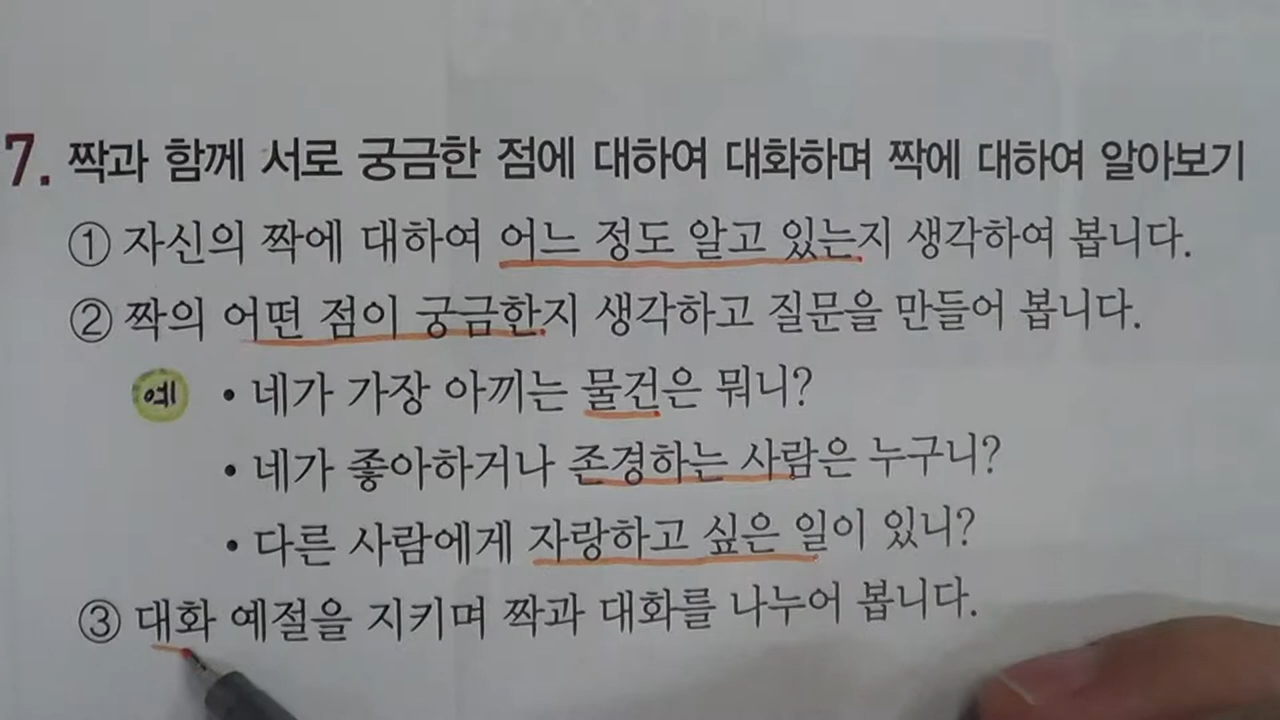 7. 짝과 함께 서로 궁금한 점에 대하여 대화하며 짝에 대하여 알아보기
① 자신의 짝에 대하여 어느 정도 알고 있는지 생각하여 봅니다.
② 짝의 어떤 점이 궁금한지 생각하고 질문을 만들어 봅니다.
예 • 네가 가장 아끼는 물건은 뭐니?
• 네가 좋아하거나 존경하는 사람은 누구니?
• 다른 사람에게 자랑하고 싶은 일이 있니?
③ 대화 예절을 지키며 짝과 대화를 나누어 봅니다.